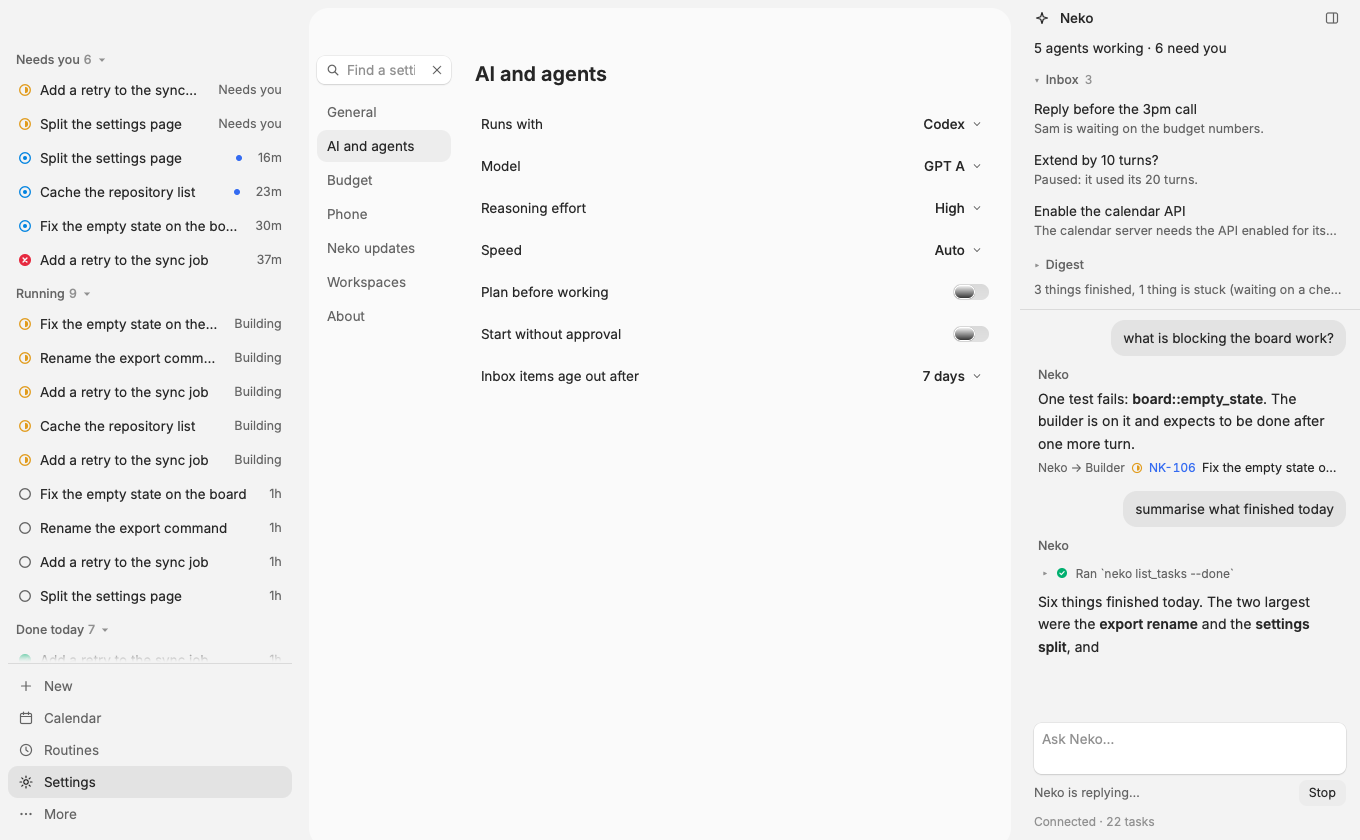 Needs you 6
Add a retry to the sync... Needs you
Split the settings page Needs you
Split the settings page 16m
Cache the repository list 23m
Fix the empty state on the bo... 30m
Add a retry to the sync job 37m
Running 9
Fix the empty state on the... Building
Rename the export comm... Building
Add a retry to the sync job Building
Cache the repository list Building
Add a retry to the sync job Building
Fix the empty state on the board 1h
Rename the export command 1h
Add a retry to the sync job 1h
Split the settings page 1h
Done today 7
Add a retry to the sync job 1h
New
Calendar
Routines
Settings
More
Find a setti
General
AI and agents
Budget
Phone
Neko updates
Workspaces
About
AI and agents
Runs with Codex
Model GPT A
Reasoning effort High
Speed Auto
Plan before working
Start without approval
Inbox items age out after 7 days
Neko
5 agents working · 6 need you
Inbox 3
Reply before the 3pm call
Sam is waiting on the budget numbers.
Extend by 10 turns?
Paused: it used its 20 turns.
Enable the calendar API
The calendar server needs the API enabled for its...
Digest
3 things finished, 1 thing is stuck (waiting on a che...
what is blocking the board work?
Neko
One test fails: board::empty_state. The
builder is on it and expects to be done after
one more turn.
Neko → Builder NK-106 Fix the empty state o...
summarise what finished today
Neko
Ran `neko list_tasks --done`
Six things finished today. The two largest
were the export rename and the settings
split, and
Ask Neko...
Neko is replying... Stop
Connected · 22 tasks